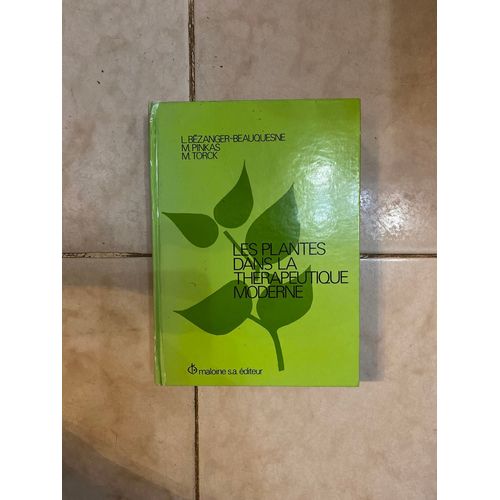 L. BÉZANGER-BEAUQUESNE
M. PINKAS
M. TORCK
LES PLANTES
DANS LA
THÉRAPEUTIQUE
MODERNE
maloine s.a. éditeur